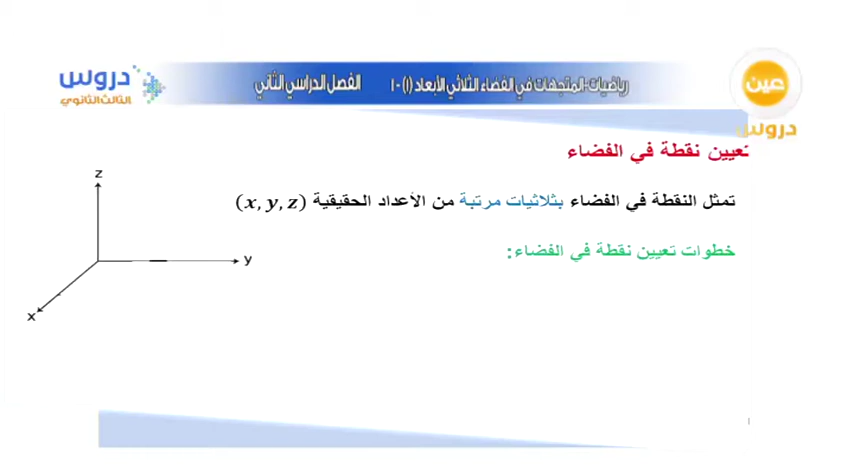 دروس
الثالث الثانوي
رياضيات-المتجهات في الفضاء الثلاثي الأبعاد (١) - ١ الفصل الدراسي الثاني
عين
دروس
تعيين نقطة في الفضاء
تمثل النقطة في الفضاء بثلاثيات مرتبة من الأعداد الحقيقية (x, y, z)
خطوات تعيين نقطة في الفضاء:
z
y
x